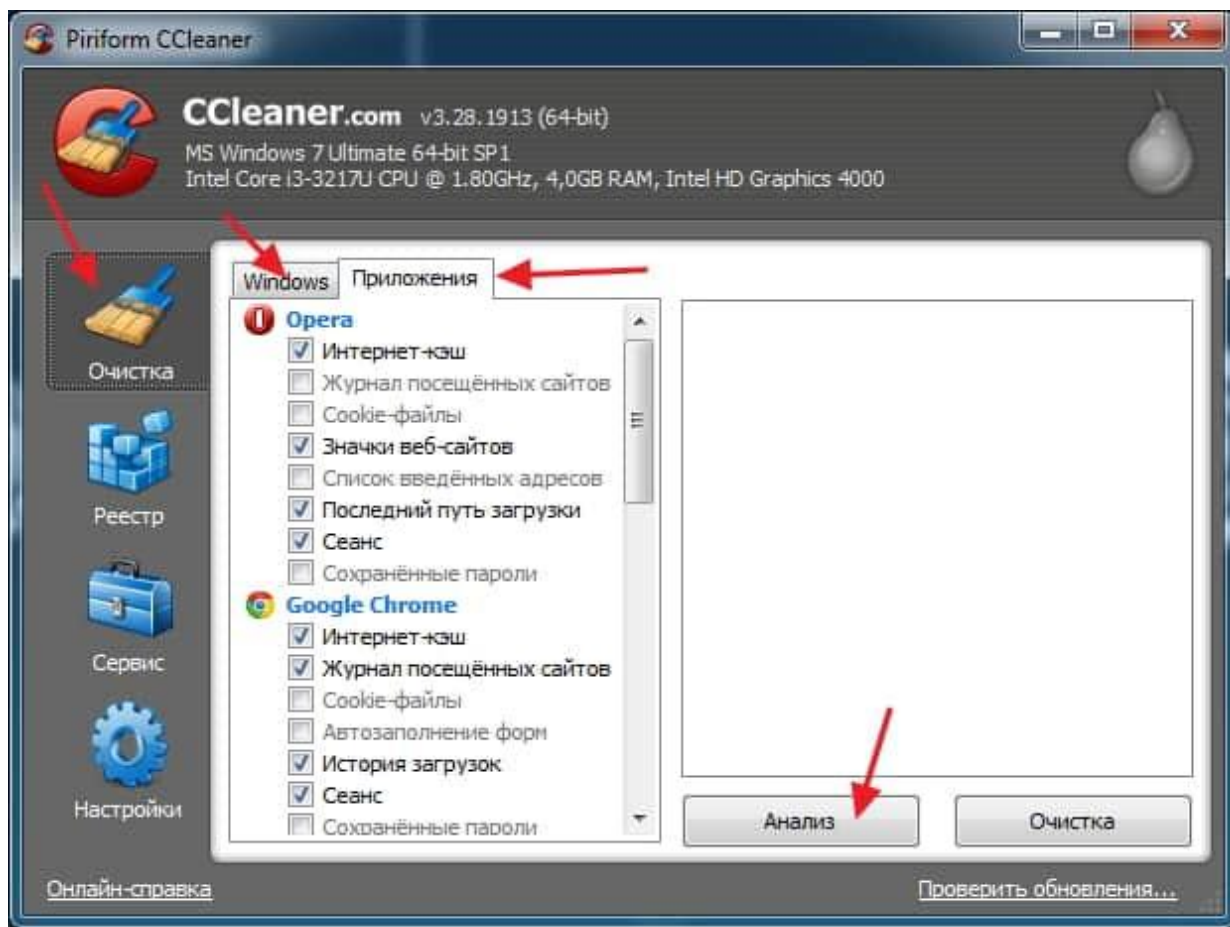 Piriform CCleaner
CCleaner.com v3.28.1913 (64-bit)
MS Windows 7 Ultimate 64-bit SP1
Intel Core i3-3217U CPU @ 1.80GHz, 4,0GB RAM, Intel HD Graphics 4000
Очистка
Реестр
Сервис
Настройки
Windows Приложения
Opera
Интернет-кэш
Журнал посещённых сайтов
Cookie-файлы
Значки веб-сайтов
Список введённых адресов
Последний путь загрузки
Сеанс
Сохранённые пароли
Google Chrome
Интернет-кэш
Журнал посещённых сайтов
Cookie-файлы
Автозаполнение форм
История загрузок
Сеанс
Сохранённые пароли
Анализ Очистка
Онлайн-справка Проверить обновления...